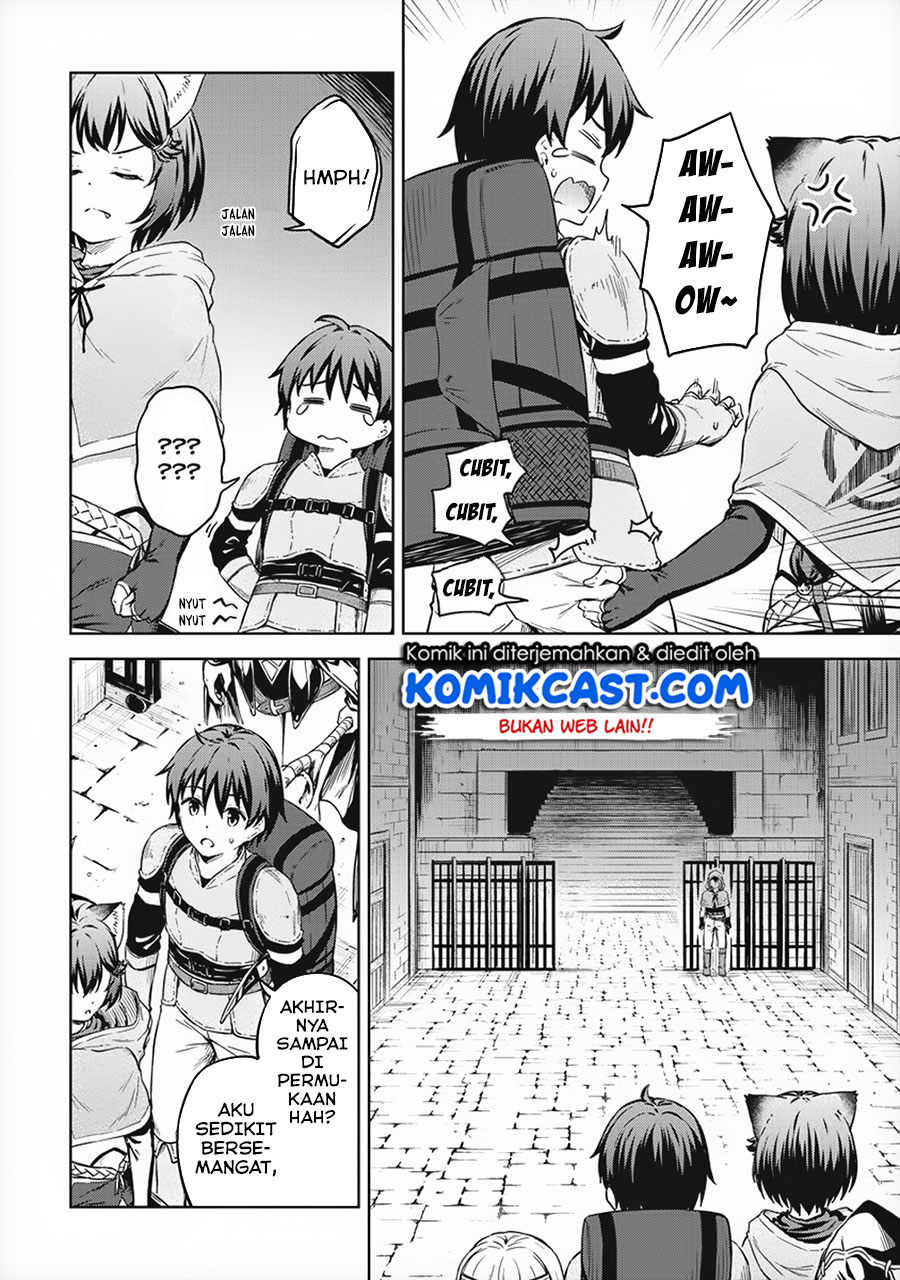 AW-
AW-
AW-
OW~
CUBIT,
CUBIT,
CUBIT,
HMPH!
JALAN
JALAN
???
???
NYUT
NYUT
Komik ini diterjemahkan & diedit oleh
KOMIKCAST.COM
BUKAN WEB LAIN!!
AKHIR-
NYA
SAMPAI
DI
PERMU-
KAAN
HAH?
AKU
SEDIKIT
BERSE-
MANGAT,